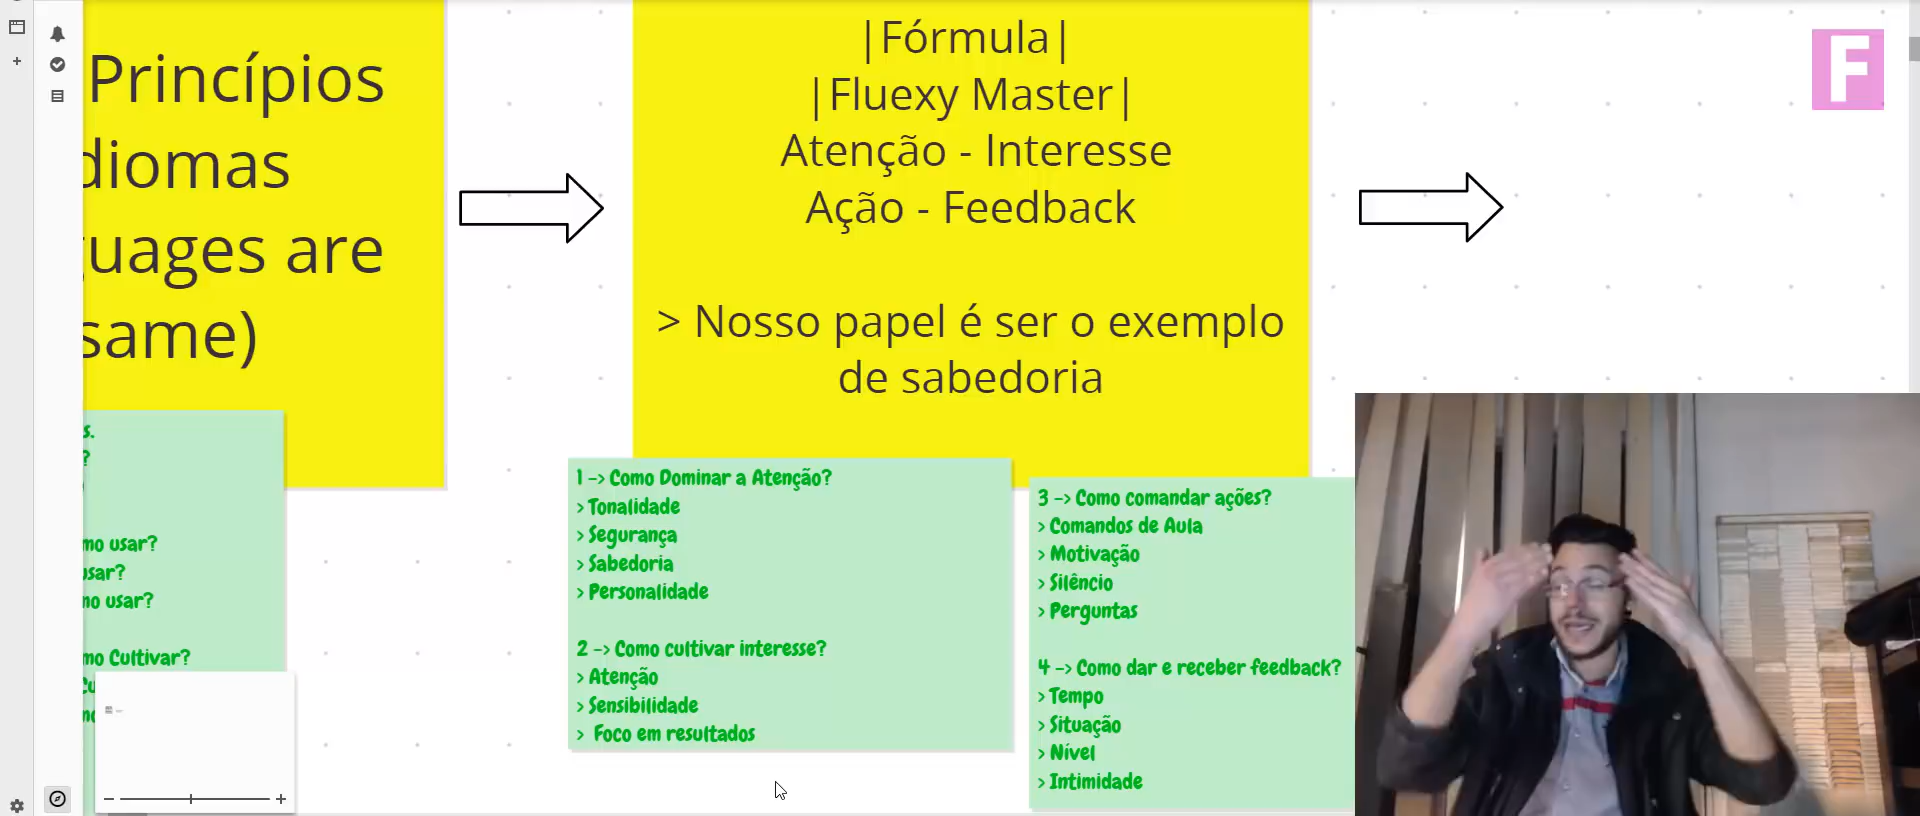 Princípios
diomas
uages are
same)
|Fórmula|
|Fluexy Master|
Atenção - Interesse
Ação - Feedback
> Nosso papel é ser o exemplo
de sabedoria
F
s.
?
mo usar?
usar?
no usar?
mo Cultivar?
1 -> Como Dominar a Atenção?
> Tonalidade
> Segurança
> Sabedoria
> Personalidade
2 -> Como cultivar interesse?
> Atenção
> Sensibilidade
> Foco em resultados
3 -> Como comandar ações?
> Comandos de Aula
> Motivação
> Silêncio
> Perguntas
4 -> Como dar e receber feedback?
> Tempo
> Situação
> Nível
> Intimidade